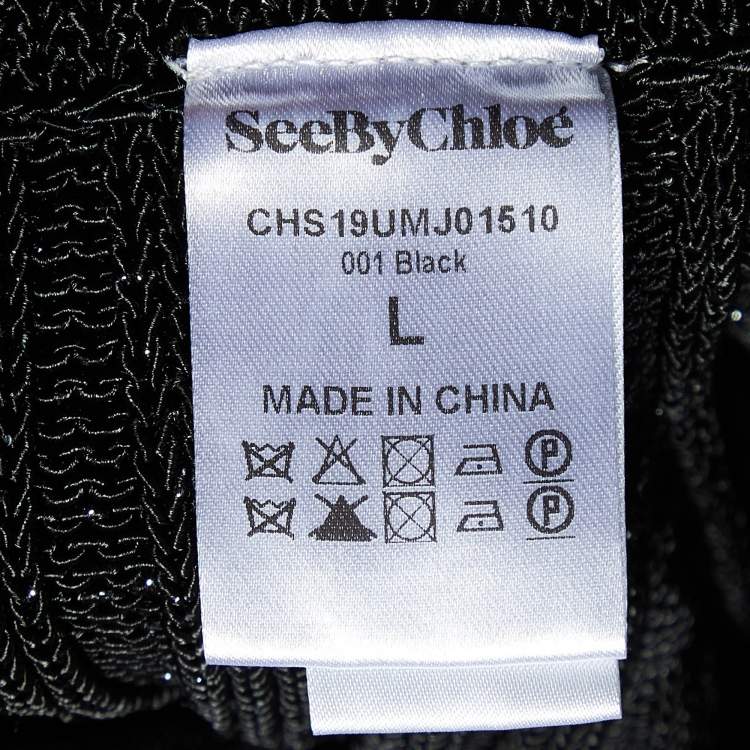 SeeByChloé
CHS19UMJ01510
001 Black
L
MADE IN CHINA
P
P